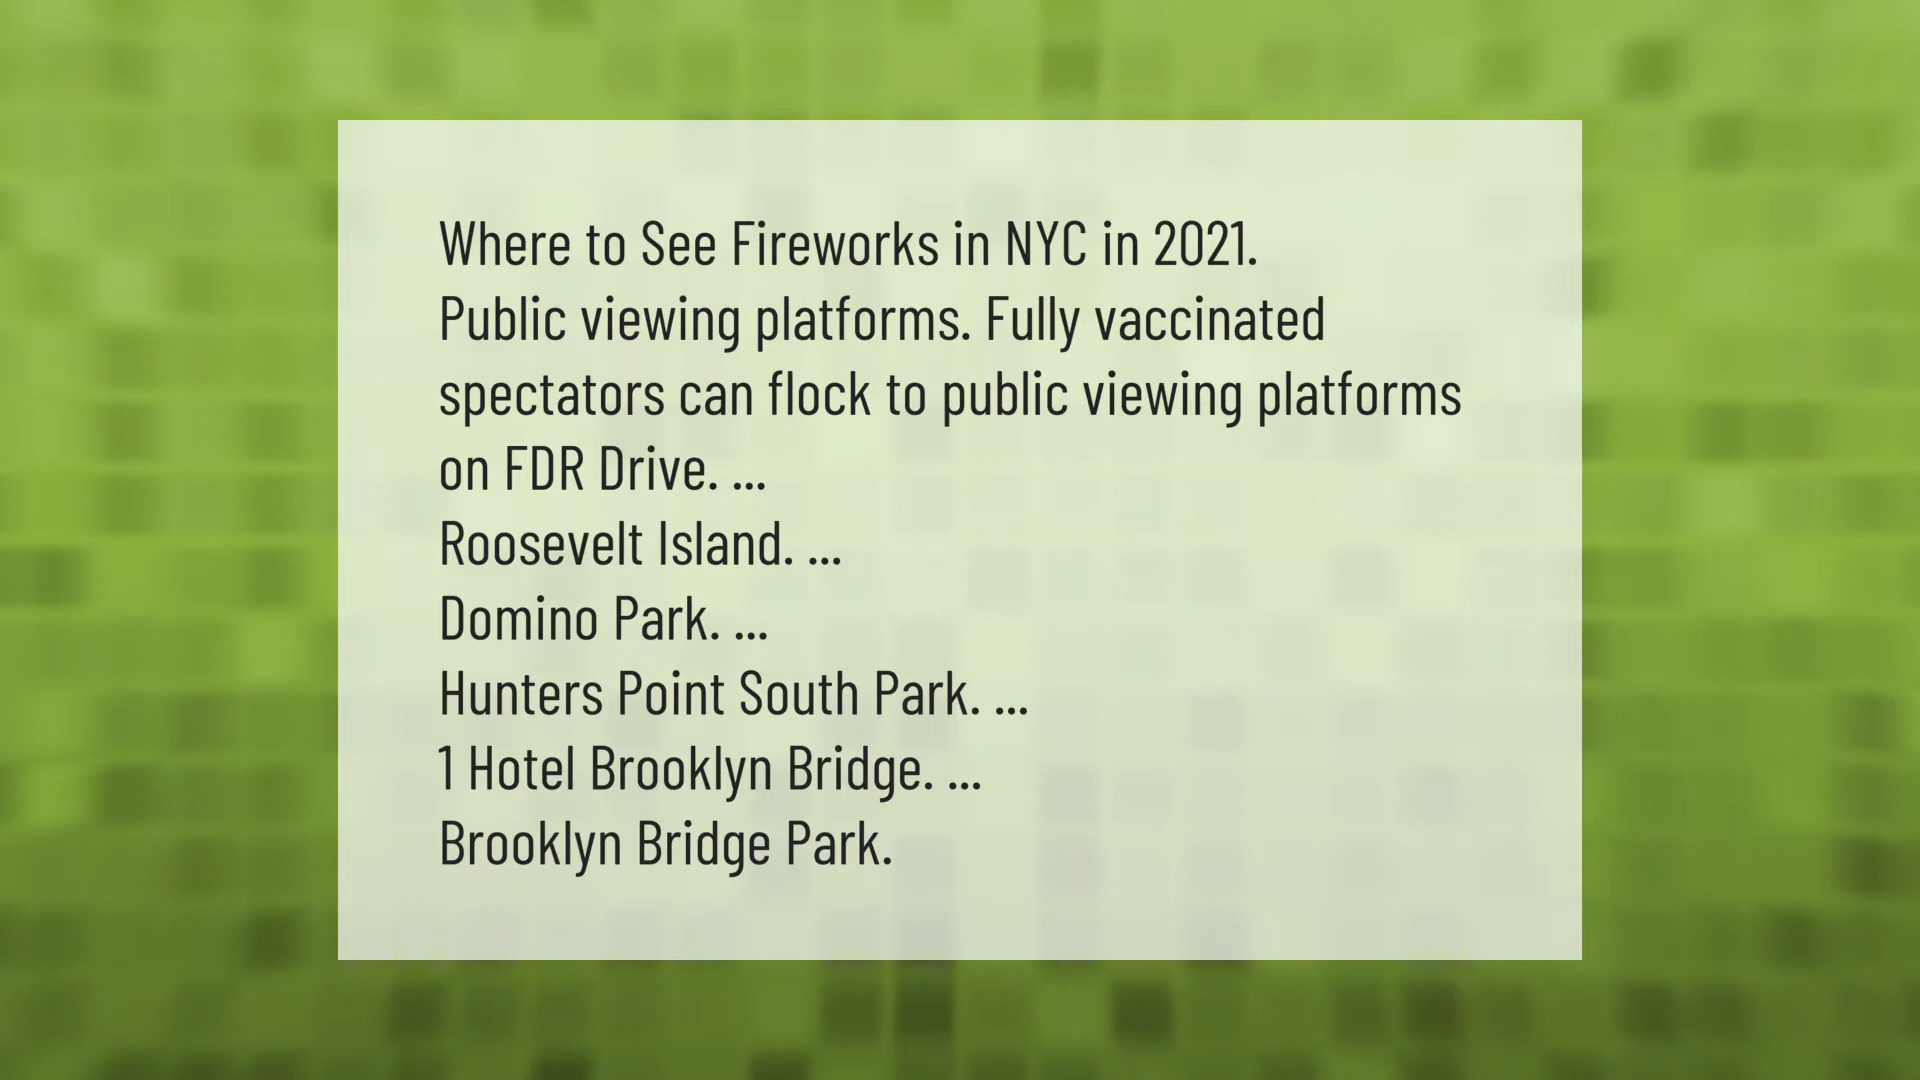 Where to See Fireworks in NYC in 2021.
Public viewing platforms. Fully vaccinated
spectators can flock to public viewing platforms
on FDR Drive. ...
Roosevelt Island. ...
Domino Park. ...
Hunters Point South Park. ...
1 Hotel Brooklyn Bridge. ...
Brooklyn Bridge Park.